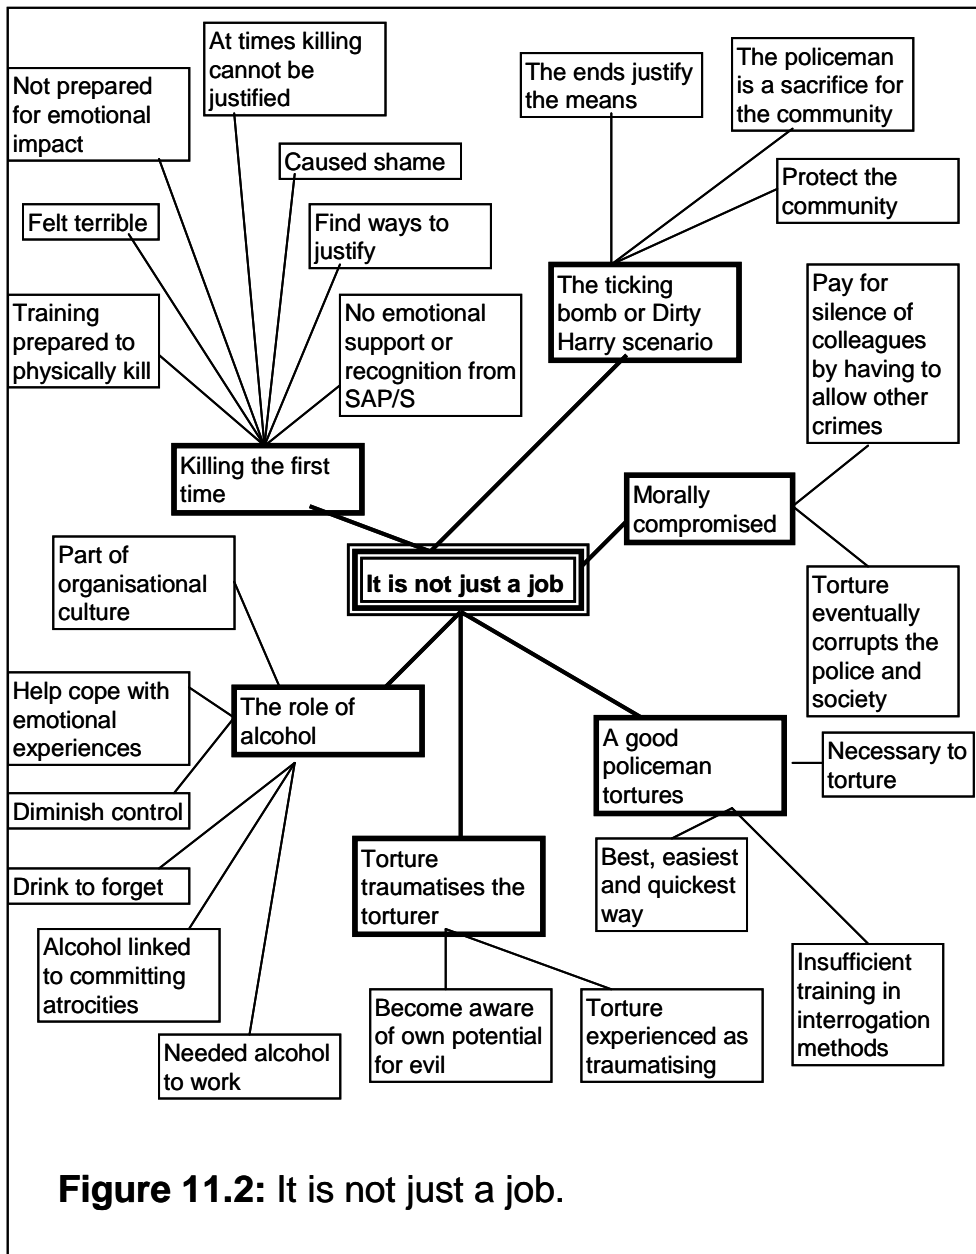 At times killing
cannot be
justified
Not prepared
for emotional
impact
Caused shame
Felt terrible
Find ways to
justify
Training
prepared to
physically kill
No emotional
support or
recognition from
SAP/S
Killing the first
time
The ends justify
the means
The policeman
is a sacrifice for
the community
Protect the
community
The ticking
bomb or Dirty
Harry scenario
Pay for
silence of
colleagues
by having to
allow other
crimes
Morally
compromised
Torture
eventually
corrupts the
police and
society
It is not just a job
Part of
organisational
culture
Help cope with
emotional
experiences
The role of
alcohol
Diminish control
Drink to forget
Alcohol linked
to committing
atrocities
Needed alcohol
to work
Torture
traumatises the
torturer
Become aware
of own potential
for evil
Torture
experienced as
traumatising
A good
policeman
tortures
Necessary to
torture
Best, easiest
and quickest
way
Insufficient
training in
interrogation
methods
Figure 11.2: It is not just a job.